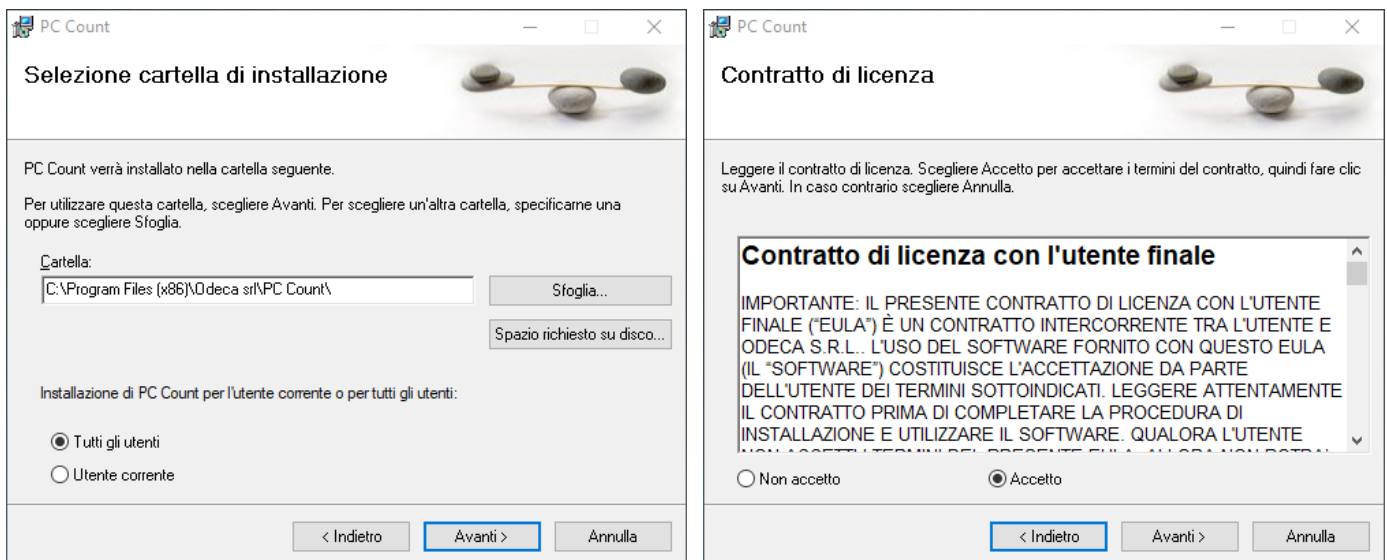 PC Count
Selezione cartella di installazione
PC Count verrà installato nella cartella seguente.
Per utilizzare questa cartella, scegliere Avanti. Per scegliere un'altra cartella, specificarne una
oppure scegliere Sfoglia.
Cartella:
C:\Program Files (x86)\Odeca srl\PC Count\
Sfoglia...
Spazio richiesto su disco...
Installazione di PC Count per l'utente corrente o per tutti gli utenti:
Tutti gli utenti
Utente corrente
< Indietro
Avanti >
Annulla
PC Count
Contratto di licenza
Leggere il contratto di licenza. Scegliere Accetto per accettare i termini del contratto, quindi fare clic
su Avanti. In caso contrario scegliere Annulla.
Contratto di licenza con l'utente finale
IMPORTANTE: IL PRESENTE CONTRATTO DI LICENZA CON L'UTENTE
FINALE (“EULA”) È UN CONTRATTO INTERCORRENTE TRA L'UTENTE E
ODECA S.R.L.. L'USO DEL SOFTWARE FORNITO CON QUESTO EULA
(IL “SOFTWARE”) COSTITUISCE L'ACCETTAZIONE DA PARTE
DELL'UTENTE DEI TERMINI SOTTOINDICATI. LEGGERE ATTENTAMENTE
IL CONTRATTO PRIMA DI COMPLETARE LA PROCEDURA DI
INSTALLAZIONE E UTILIZZARE IL SOFTWARE. QUALORA L'UTENTE
Non accetto
Accetto
< Indietro
Avanti >
Annulla